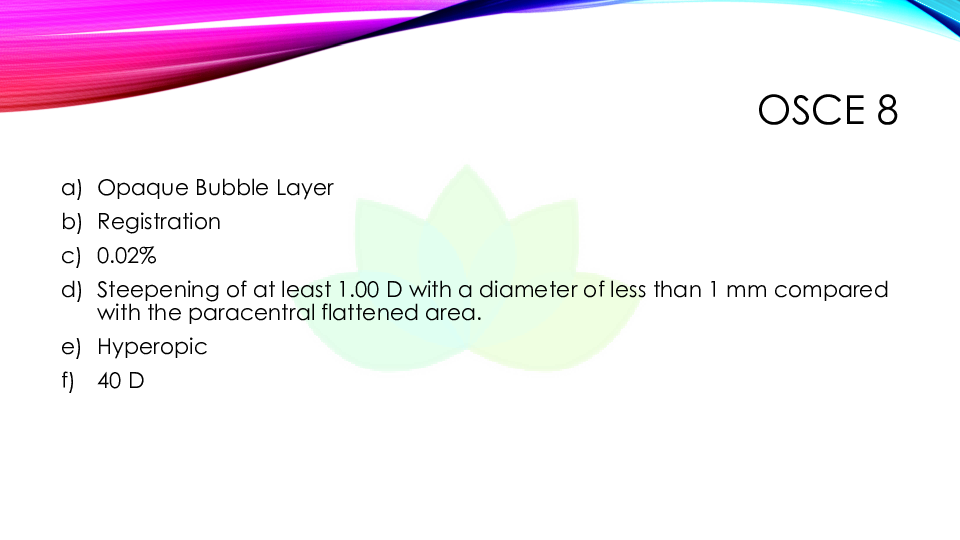 OSCE 8
a) Opaque Bubble Layer
b) Registration
c) 0.02%
d) Steepening of at least 1.00 D with a diameter of less than 1 mm compared
with the paracentral flattened area.
e) Hyperopic
f) 40 D